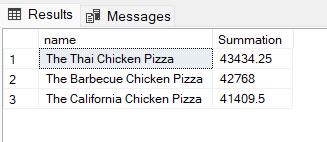 Results Messages
name Summation
1 The Thai Chicken Pizza 43434.25
2 The Barbecue Chicken Pizza 42768
3 The California Chicken Pizza 41409.5